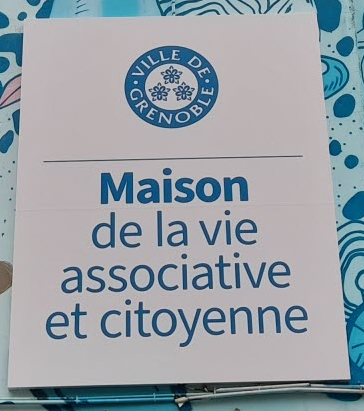 VILLE DE
GRENOBLE
Maison
de la vie
associative
et citoyenne